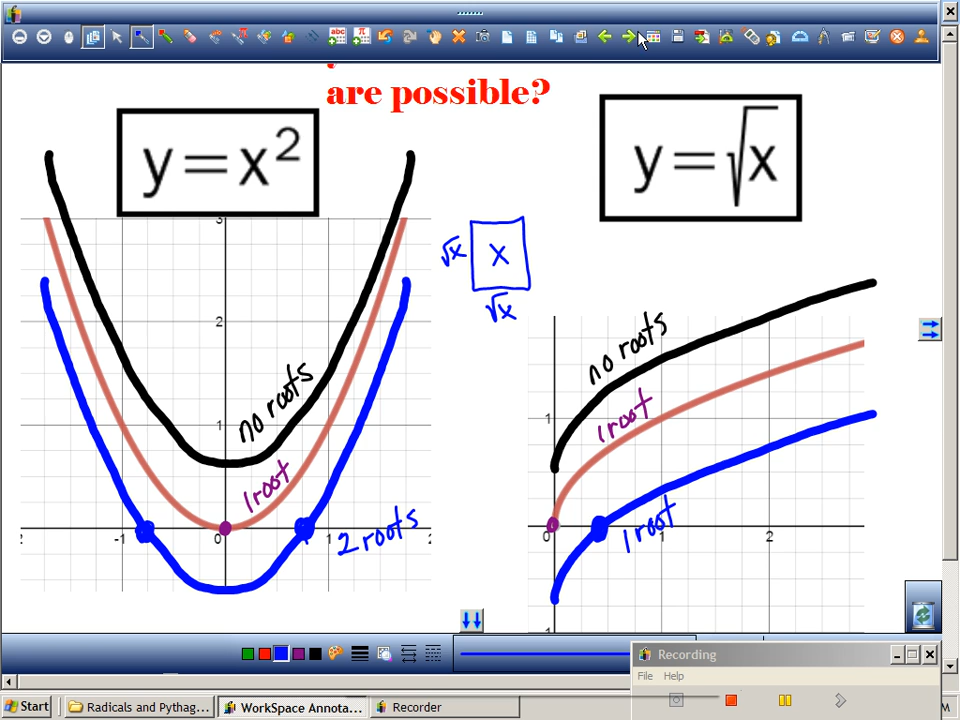 abc
are possible?
y = x²
y = √x
3
2
1
-1
0
1
2
no roots
1 root
2 roots
√x
x
√x
1
0
1
2
1
no roots
1 root
1 root
Recording
File Help
Start
Radicals and Pythag...
WorkSpace Annota...
Recorder
M